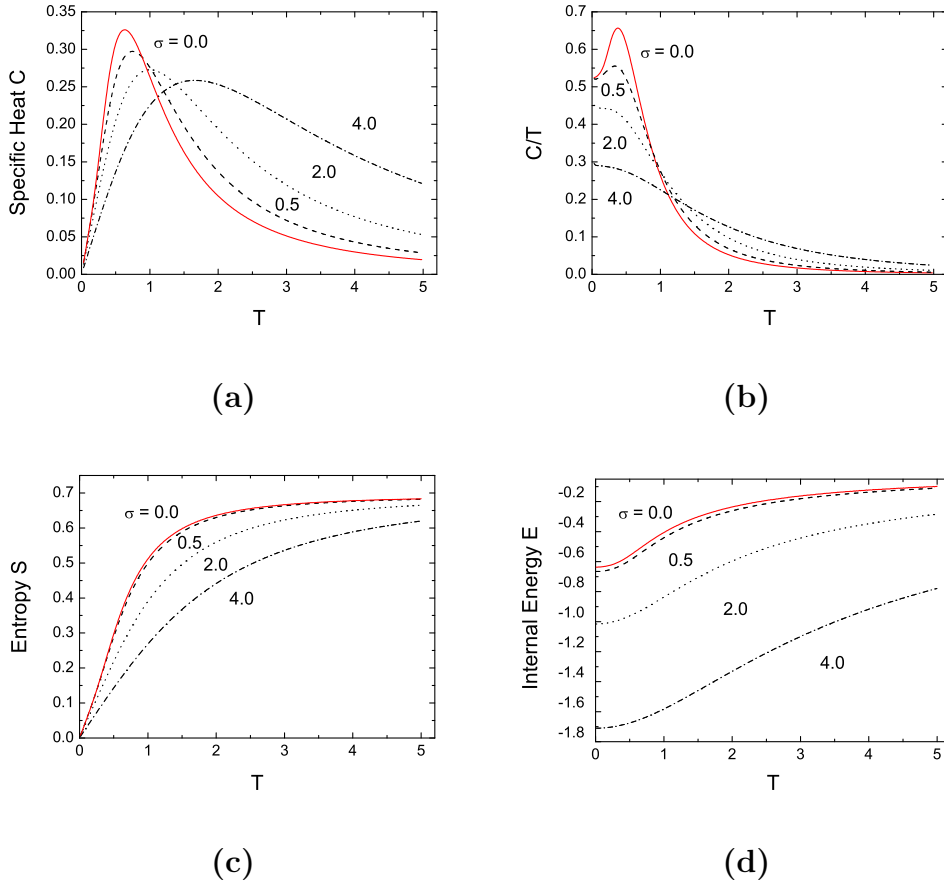 0.35
0.30
0.25
0.20
0.15
0.10
0.05
0.00
Specific Heat C
σ = 0.0
4.0
2.0
0.5
0 1 2 3 4 5
T
(a)
0.7
0.6
0.5
0.4
0.3
0.2
0.1
0.0
C/T
σ = 0.0
0.5
2.0
4.0
0 1 2 3 4 5
T
(b)
0.7
0.6
0.5
0.4
0.3
0.2
0.1
0.0
Entropy S
σ = 0.0
0.5
2.0
4.0
0 1 2 3 4 5
T
(c)
-0.2
-0.4
-0.6
-0.8
-1.0
-1.2
-1.4
-1.6
-1.8
Internal Energy E
σ = 0.0
0.5
2.0
4.0
0 1 2 3 4 5
T
(d)